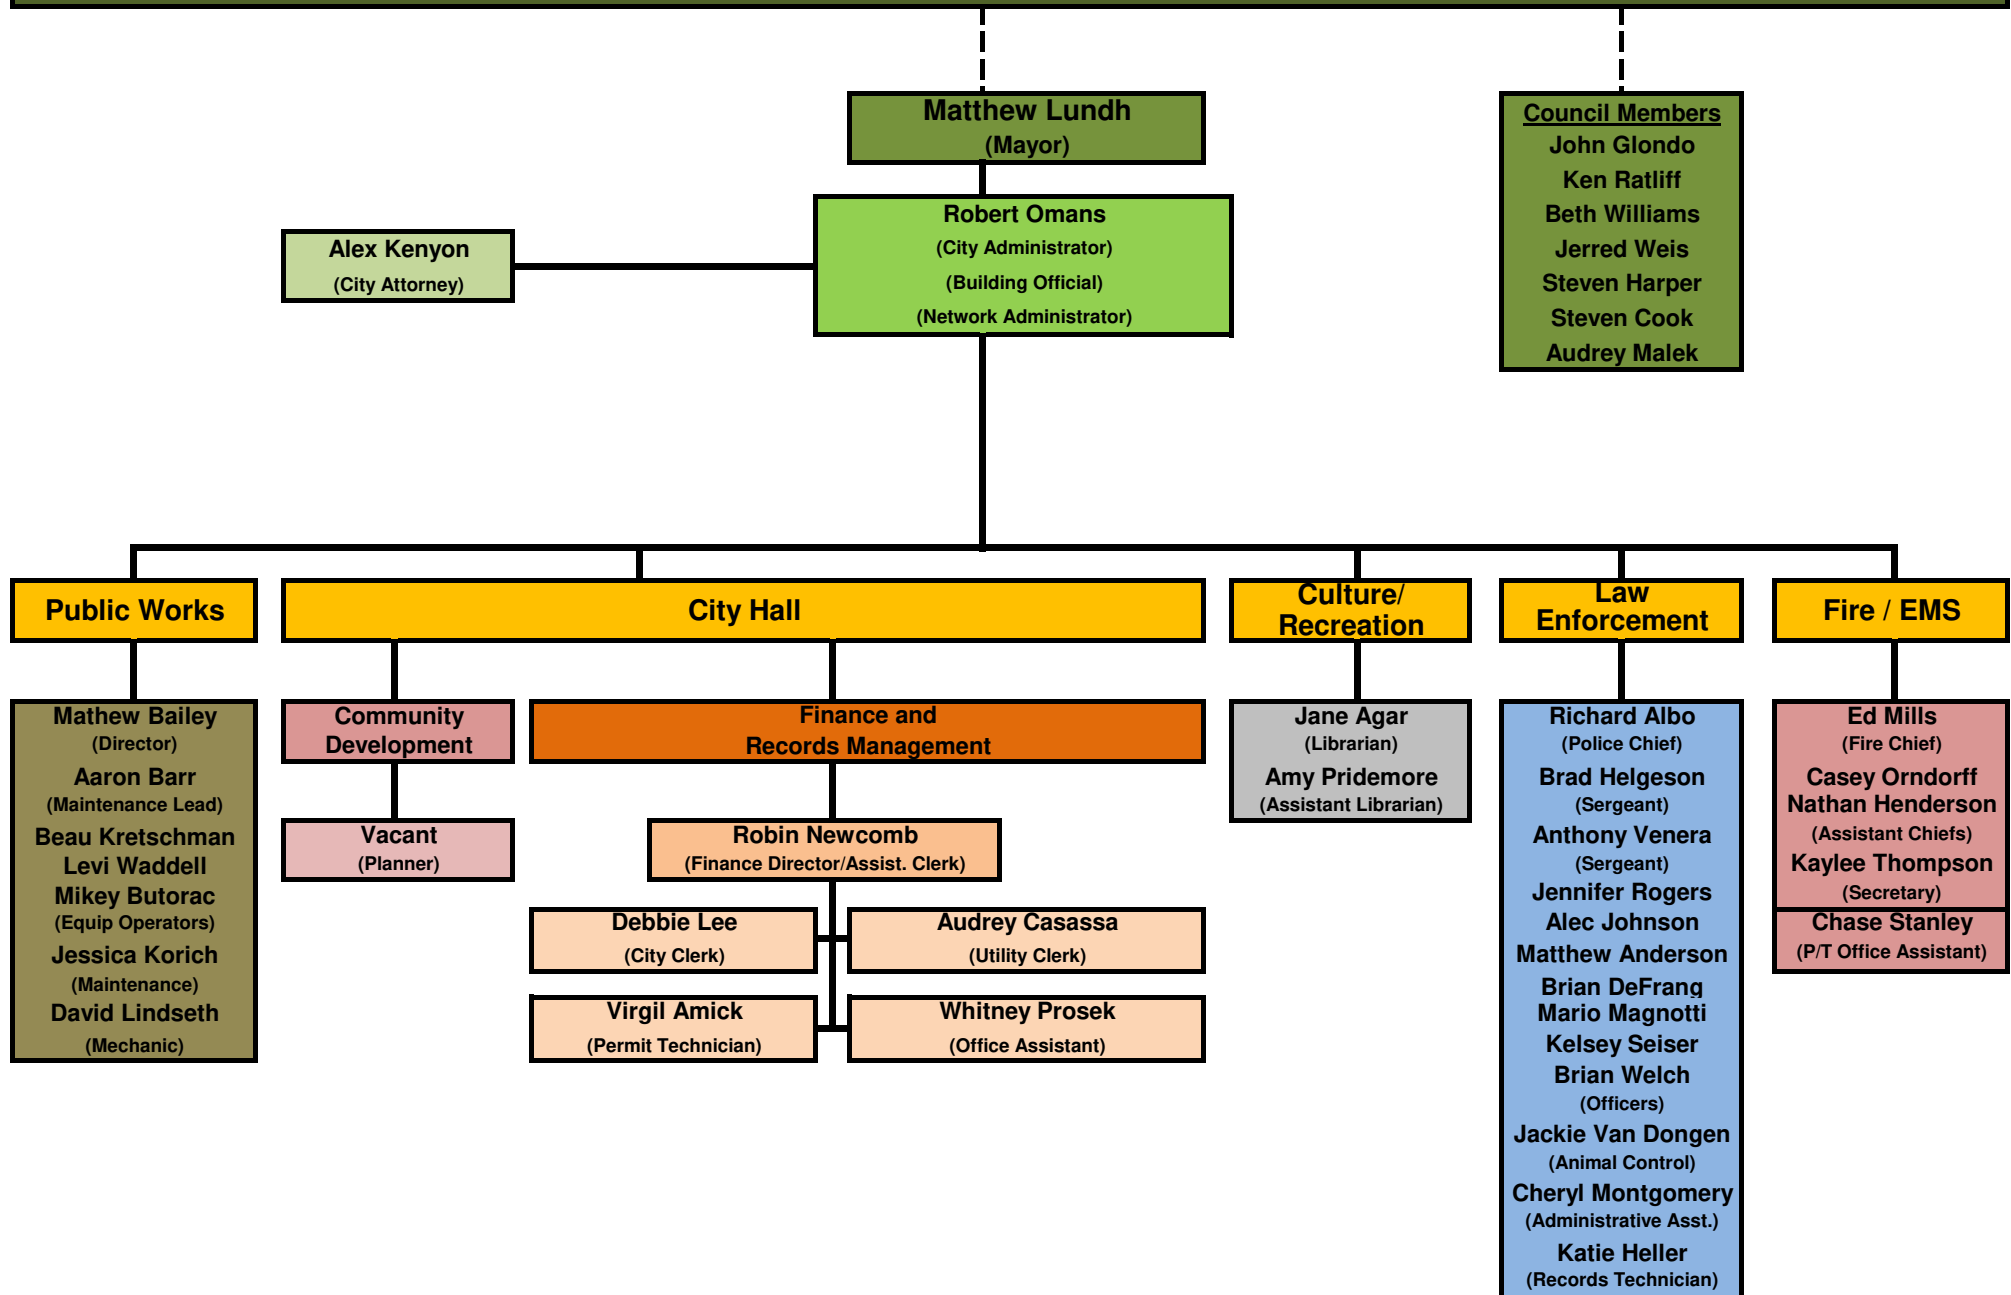 Matthew Lundh
(Mayor)
Council Members
John Glondo
Ken Ratliff
Beth Williams
Jerred Weis
Steven Harper
Steven Cook
Audrey Malek
Robert Omans
(City Administrator)
(Building Official)
(Network Administrator)
Alex Kenyon
(City Attorney)
Public Works
City Hall
Culture/
Recreation
Law
Enforcement
Fire / EMS
Mathew Bailey
(Director)
Aaron Barr
(Maintenance Lead)
Beau Kretschman
Levi Waddell
Mikey Butorac
(Equip Operators)
Jessica Korich
(Maintenance)
David Lindseth
(Mechanic)
Community
Development
Vacant
(Planner)
Finance and
Records Management
Robin Newcomb
(Finance Director/Assist. Clerk)
Debbie Lee
(City Clerk)
Audrey Casassa
(Utility Clerk)
Virgil Amick
(Permit Technician)
Whitney Prosek
(Office Assistant)
Jane Agar
(Librarian)
Amy Pridemore
(Assistant Librarian)
Richard Albo
(Police Chief)
Brad Helgeson
(Sergeant)
Anthony Venera
(Sergeant)
Jennifer Rogers
Alec Johnson
Matthew Anderson
Brian DeFrang
Mario Magnotti
Kelsey Seiser
Brian Welch
(Officers)
Jackie Van Dongen
(Animal Control)
Cheryl Montgomery
(Administrative Asst.)
Katie Heller
(Records Technician)
Ed Mills
(Fire Chief)
Casey Orndorff
Nathan Henderson
(Assistant Chiefs)
Kaylee Thompson
(Secretary)
Chase Stanley
(P/T Office Assistant)